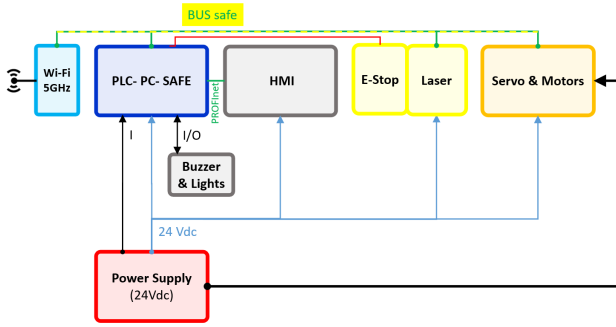 BUS safe
Wi-Fi
5GHz
PLC- PC- SAFE
PROFInet
HMI
E-Stop
Laser
Servo & Motors
I
I/O
Buzzer
& Lights
24 Vdc
Power Supply
(24Vdc)